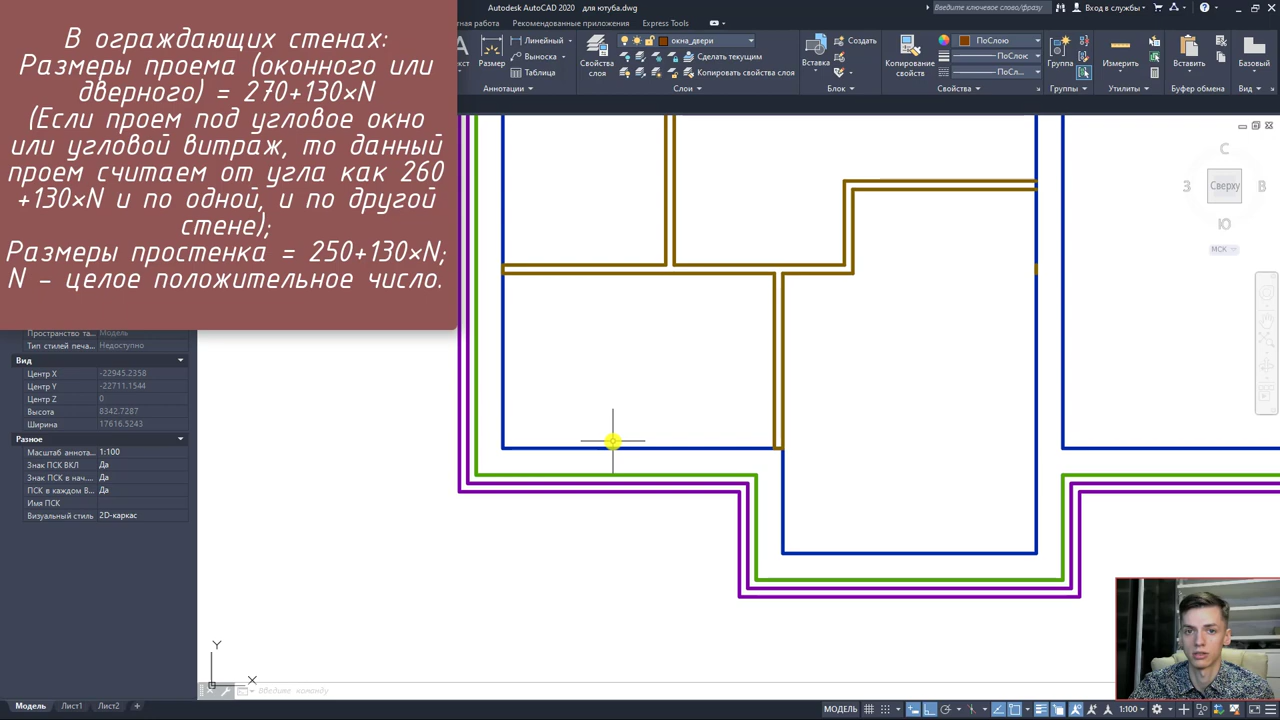 В ограждающих стенах:
Размеры проема (оконного или
дверного) = 270+130×N
(Если проем под угловое окно
или угловой витраж, то данный
проем считаем от угла как 260
+130×N и по одной, и по другой
стене);
Размеры простенка = 250+130×N;
N - целое положительное число.
Autodesk AutoCAD 2020 для ютуба.dwg
Введите ключевое слово/фразу
Вход в службы
ная работа Рекомендованные приложения Express Tools
Линейный
Выноска
Таблица
Размер
Аннотации
Свойства
слоя
окна_двери
Сделать текущим
Копировать свойства слоя
Слои
Вставка
Создать
Блок
Копирование
свойств
ПоСлою
ПоСлок...
ПоСл...
Свойства
Группа
Группы
Измерить
Утилиты
Вставить
Буфер обмена
Базовый
Вид
Пространство та... Модель
Тип стилей печа... Недоступно
Вид
Центр X -22945.2358
Центр Y -22711.1544
Центр Z 0
Высота 8342.7287
Ширина 17616.5243
Разное
Масштаб аннота... 1:100
Знак ПСК ВКЛ Да
Знак ПСК в нач.... Да
ПСК в каждом В... Да
Имя ПСК
Визуальный стиль 2D-каркас
С
З Сверху В
Ю
МСК
Y
X
Введите команду
Модель Лист1 Лист2 +
МОДЕЛЬ 1:100